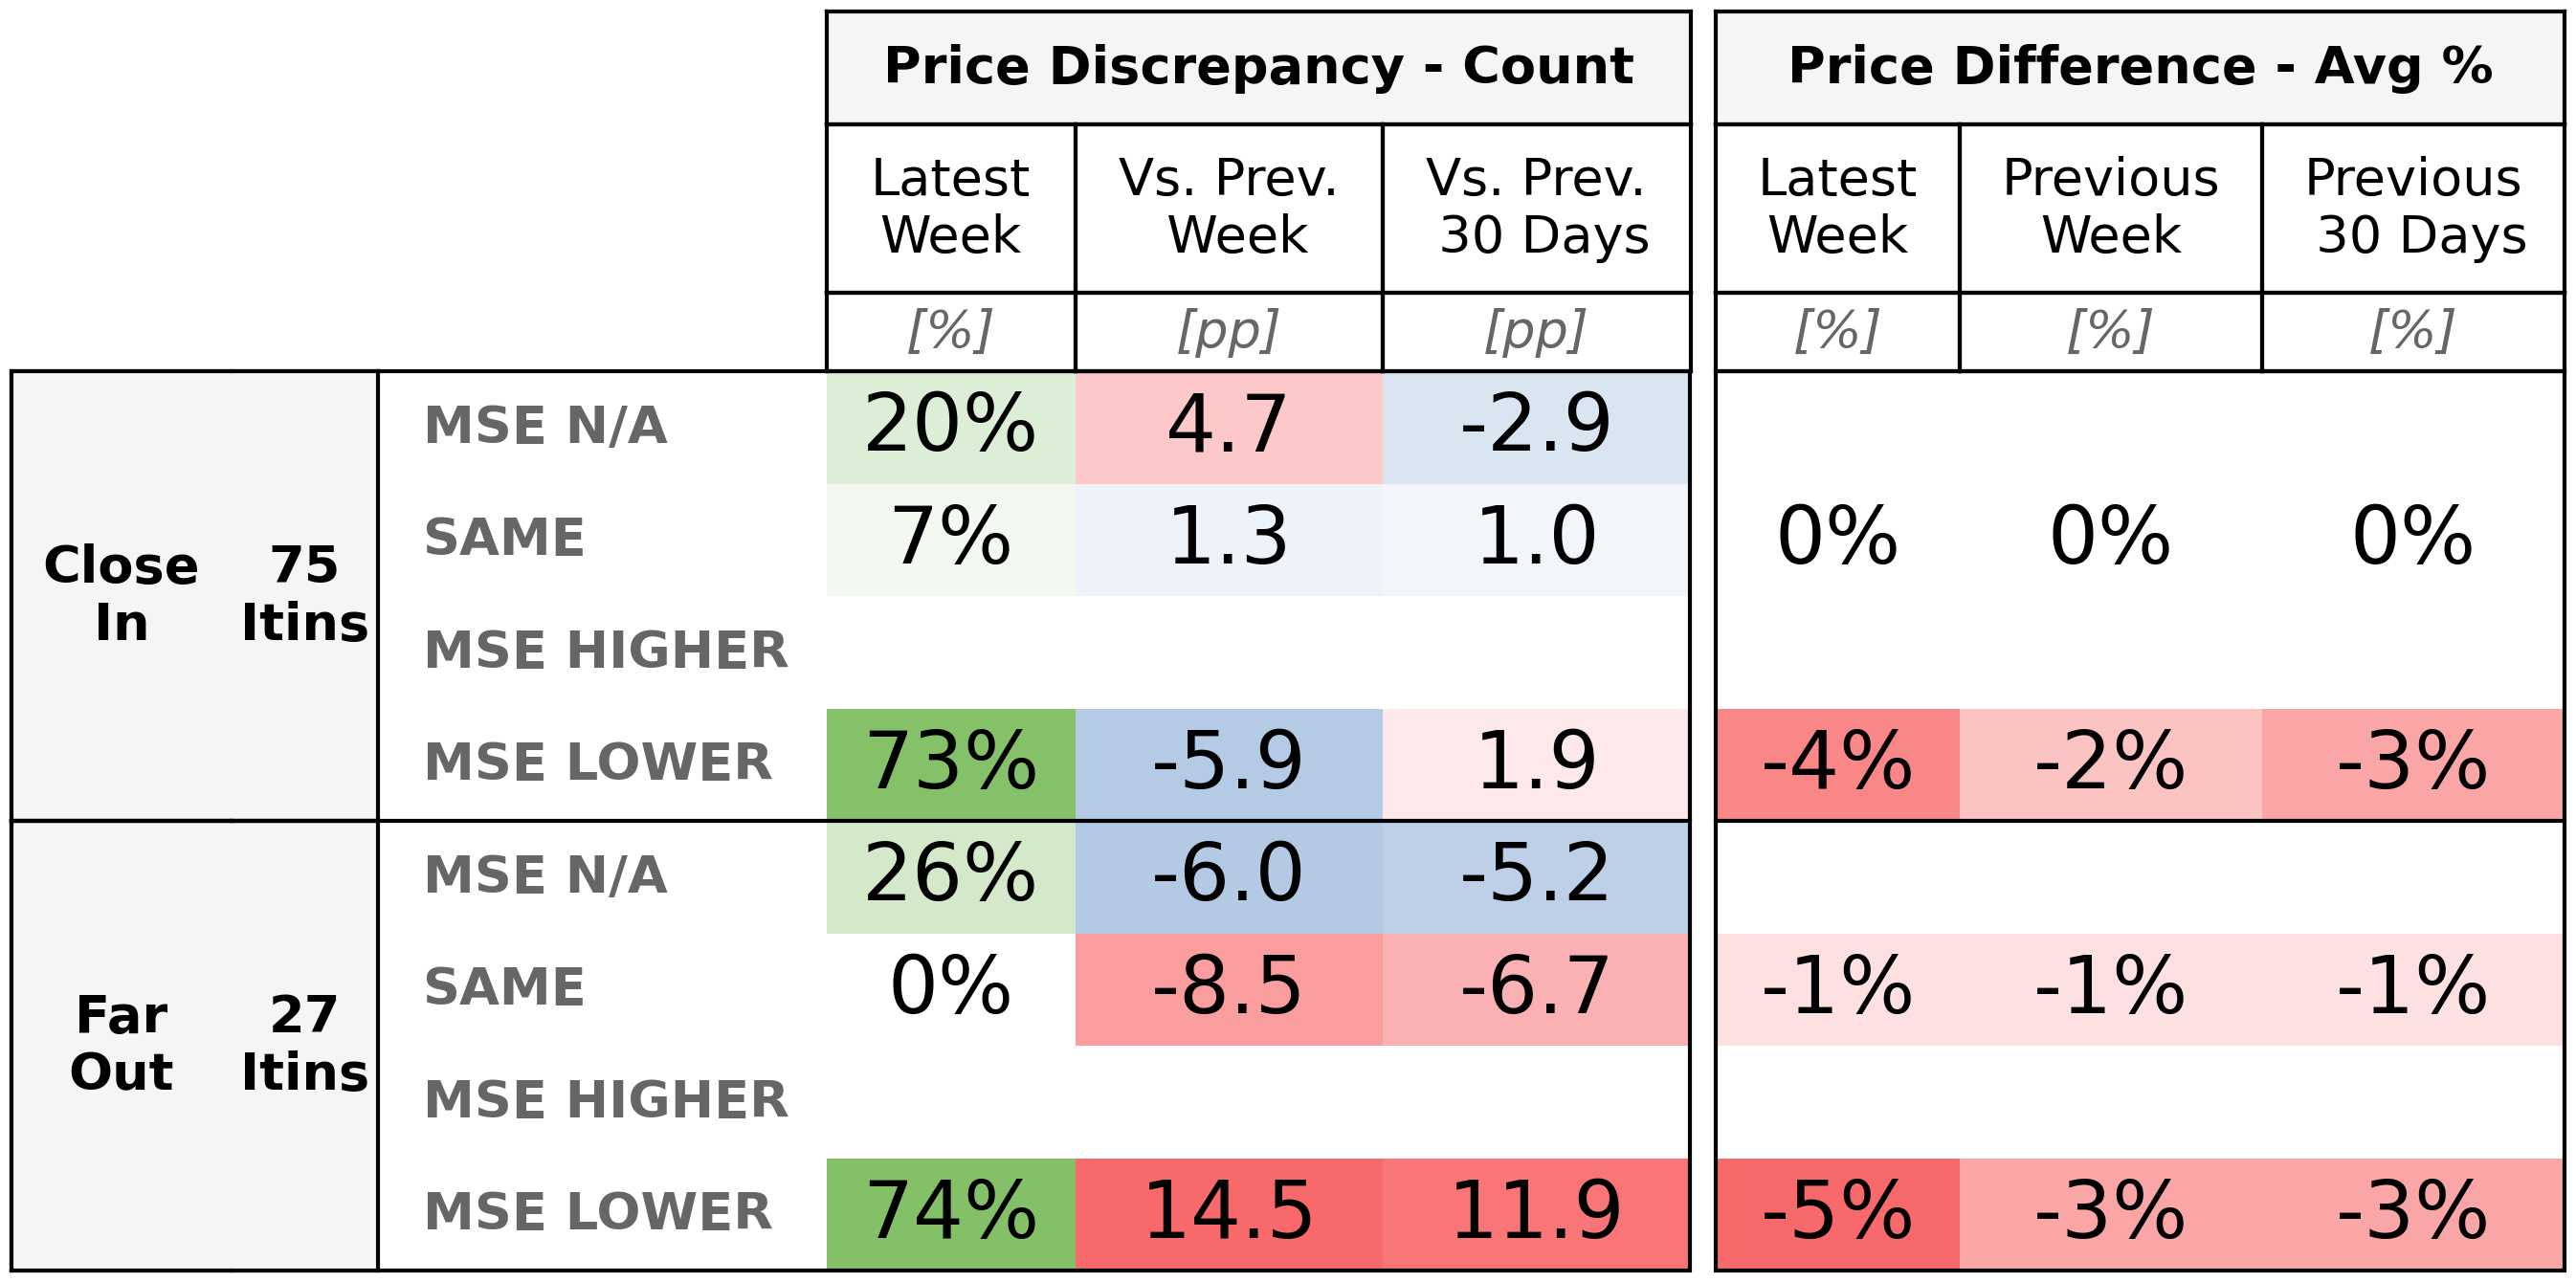 Price Discrepancy - Count Price Difference - Avg %
Latest Week Vs. Prev. Week Vs. Prev. 30 Days Latest Week Previous Week Previous 30 Days
[%] [pp] [pp] [%] [%] [%]
Close In 75 Itins
MSE N/A 20% 4.7 -2.9
SAME 7% 1.3 1.0 0% 0% 0%
MSE HIGHER
MSE LOWER 73% -5.9 1.9 -4% -2% -3%
Far Out 27 Itins
MSE N/A 26% -6.0 -5.2
SAME 0% -8.5 -6.7 -1% -1% -1%
MSE HIGHER
MSE LOWER 74% 14.5 11.9 -5% -3% -3%